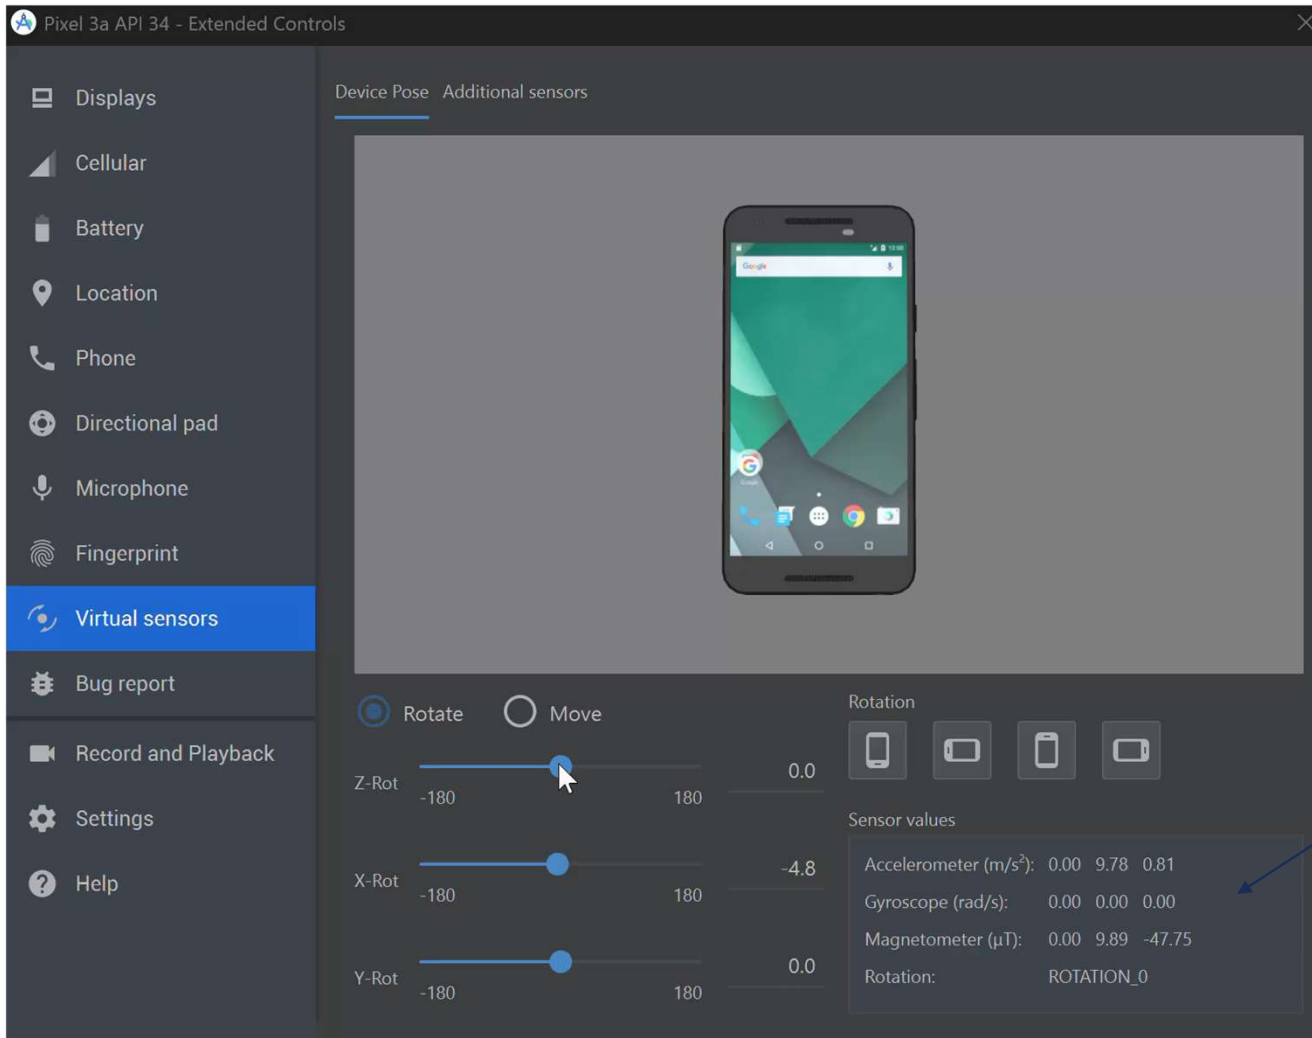 Pixel 3a API 34 - Extended Controls
Displays
Cellular
Battery
Location
Phone
Directional pad
Microphone
Fingerprint
Virtual sensors
Bug report
Record and Playback
Settings
Help
Device Pose Additional sensors
Google
Rotate Move
Z-Rot -180 180 0.0
X-Rot -180 180 -4.8
Y-Rot -180 180 0.0
Rotation
Sensor values
Accelerometer (m/s²): 0.00 9.78 0.81
Gyroscope (rad/s): 0.00 0.00 0.00
Magnetometer (μT): 0.00 9.89 -47.75
Rotation: ROTATION_0